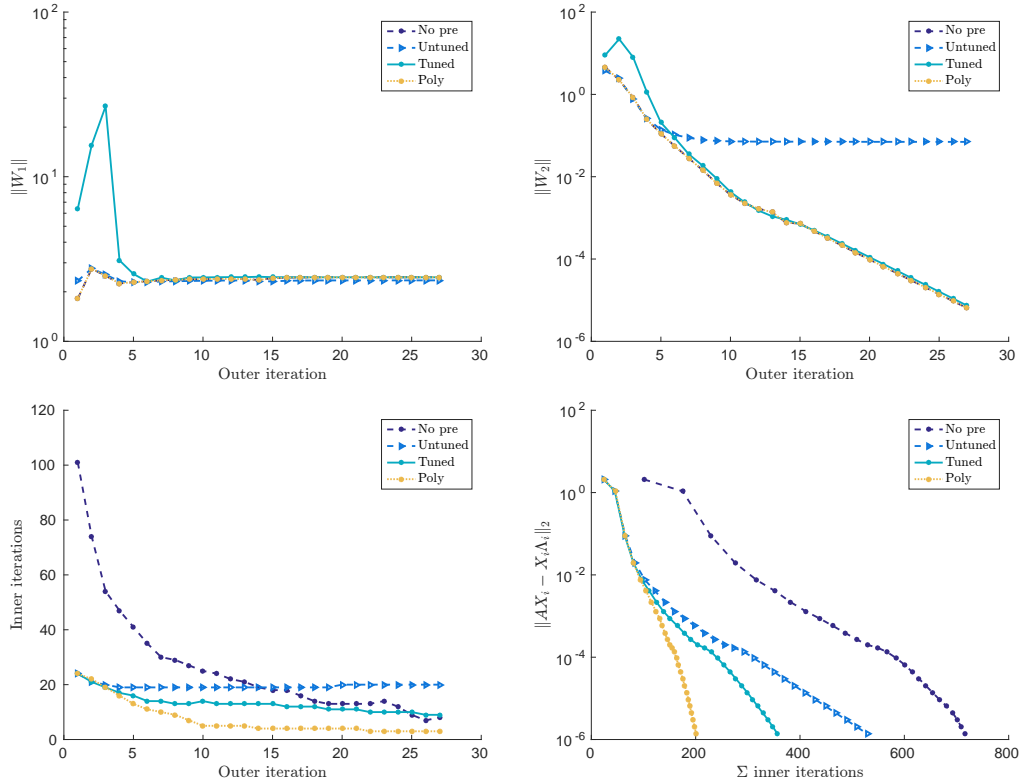 10^2
10^1
10^0
‖W_1‖
0 5 10 15 20 25 30
Outer iteration
No pre
Untuned
Tuned
Poly
10^2
10^0
10^-2
10^-4
10^-6
‖W_2‖
0 5 10 15 20 25 30
Outer iteration
No pre
Untuned
Tuned
Poly
120
100
80
60
40
20
0
Inner iterations
0 5 10 15 20 25 30
Outer iteration
No pre
Untuned
Tuned
Poly
10^2
10^0
10^-2
10^-4
10^-6
‖AX_i − X_iΛ_i‖_2
0 200 400 600 800
Σ inner iterations
No pre
Untuned
Tuned
Poly